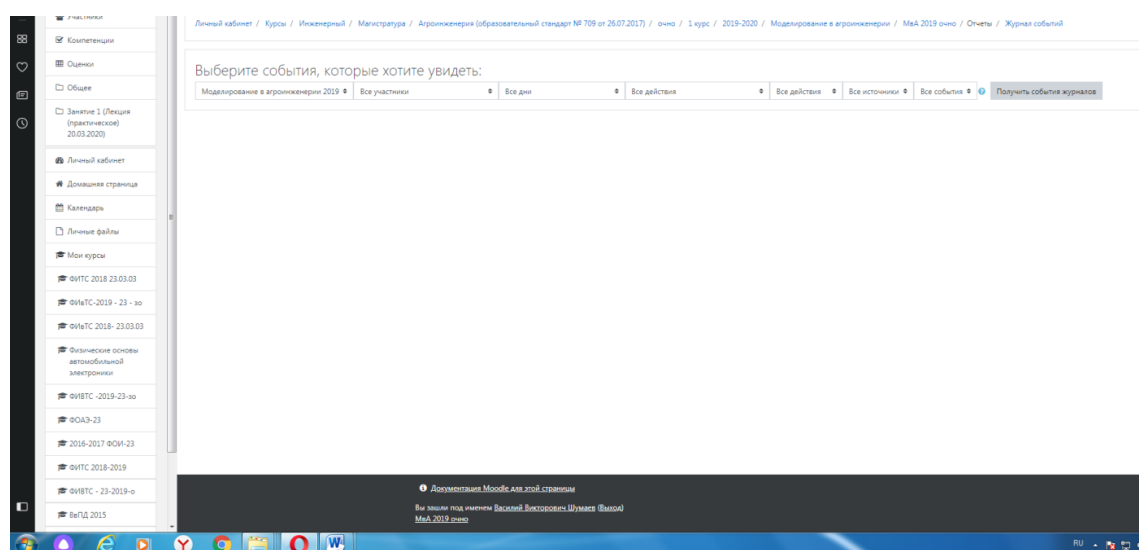 Участники
Компетенции
Оценки
Общее
Занятие 1 (Лекция
(практическое)
20.03.2020)
Личный кабинет
Домашняя страница
Календарь
Личные файлы
Мои курсы
ФИТС 2018 23.03.03
ФИвТС-2019 - 23 - зо
ФИеТС 2018- 23.03.03
Физические основы
автомобильной
электроники
ФИВТС -2019-23-зо
ФОАЭ-23
2016-2017 ФОИ-23
ФИТС 2018-2019
ФИВТС - 23-2019-о
ВвПД 2015
Личный кабинет / Курсы / Инженерный / Магистратура / Агроинженерия (образовательный стандарт № 709 от 26.07.2017) / очно / 1 курс / 2019-2020 / Моделирование в агроинженерии / МвА 2019 очно / Отчеты / Журнал событий
Выберите события, которые хотите увидеть:
Моделирование в агроинженерии 2019 Все участники Все дни Все действия Все действия Все источники Все события Получить события журналов
Документация Moodle для этой страницы
Вы зашли под именем Василий Викторович Шумаев (Выход)
МвА 2019 очно
RU